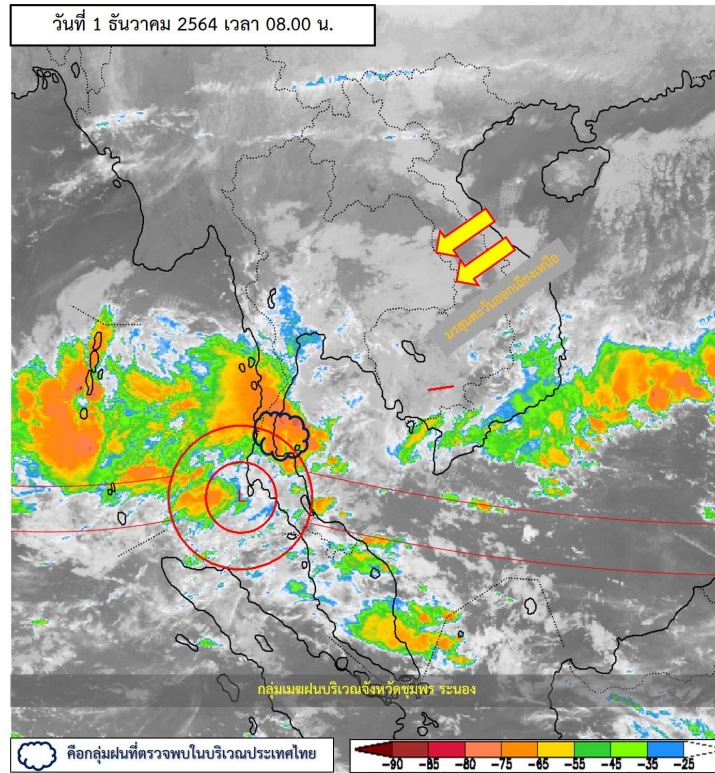 วันที่ 1 ธันวาคม 2564 เวลา 08.00 น.
มรสุมตะวันออกเฉียงเหนือ
L
กลุ่มเมฆฝนบริเวณจังหวัดชุมพร ระนอง
คือกลุ่มฝนที่ตรวจพบในบริเวณประเทศไทย
-90 -85 -80 -75 -65 -55 -45 -35 -25